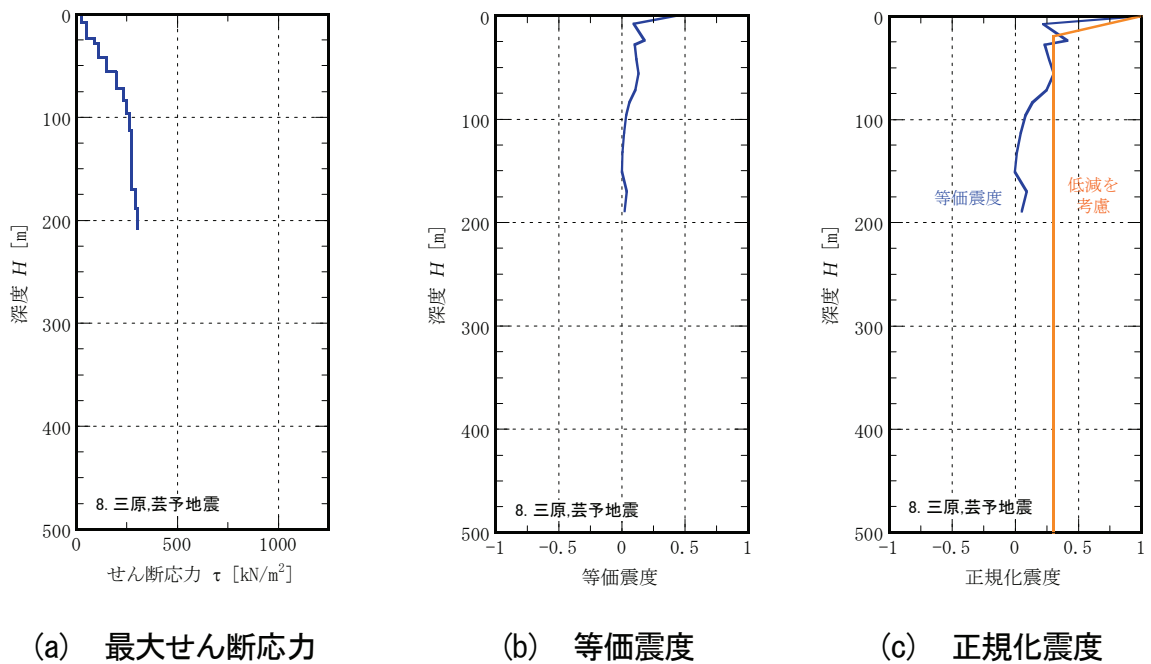 0
100
200
300
400
500
深度 H [m]
8. 三原,芸予地震
0 500 1000
せん断応力 τ [kN/m2]
(a) 最大せん断応力
0
100
200
300
400
500
深度 H [m]
8. 三原,芸予地震
-1 -0.5 0 0.5 1
等価震度
(b) 等価震度
0
100
200
300
400
500
深度 H [m]
等価震度
低減を
考慮
8. 三原,芸予地震
-1 -0.5 0 0.5 1
正規化震度
(c) 正規化震度